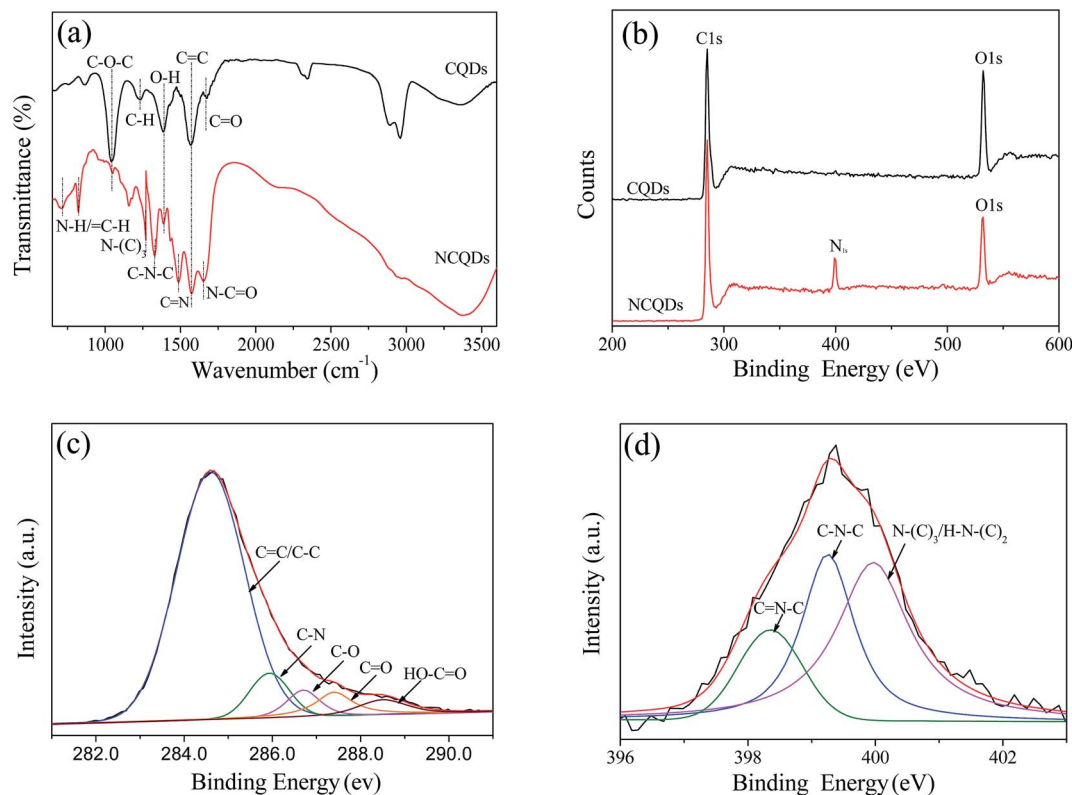 (a)
C-O-C
C=C
O-H
CQDs
C-H
C=O
N-H/=C-H
N-(C)₃
C-N-C
C=N
N-C=O
NCQDs
Transmittance (%)
1000 1500 2000 2500 3000 3500
Wavenumber (cm⁻¹)
(b)
C1s
O1s
CQDs
O1s
N₁ₛ
NCQDs
Counts
200 300 400 500 600
Binding Energy (eV)
(c)
C=C/C-C
C-N
C-O
C=O
HO-C=O
Intensity (a.u.)
282.0 284.0 286.0 288.0 290.0
Binding Energy (ev)
(d)
N-(C)₃/H-N-(C)₂
C-N-C
C=N-C
Intensity (a.u.)
396 398 400 402
Binding Energy (eV)